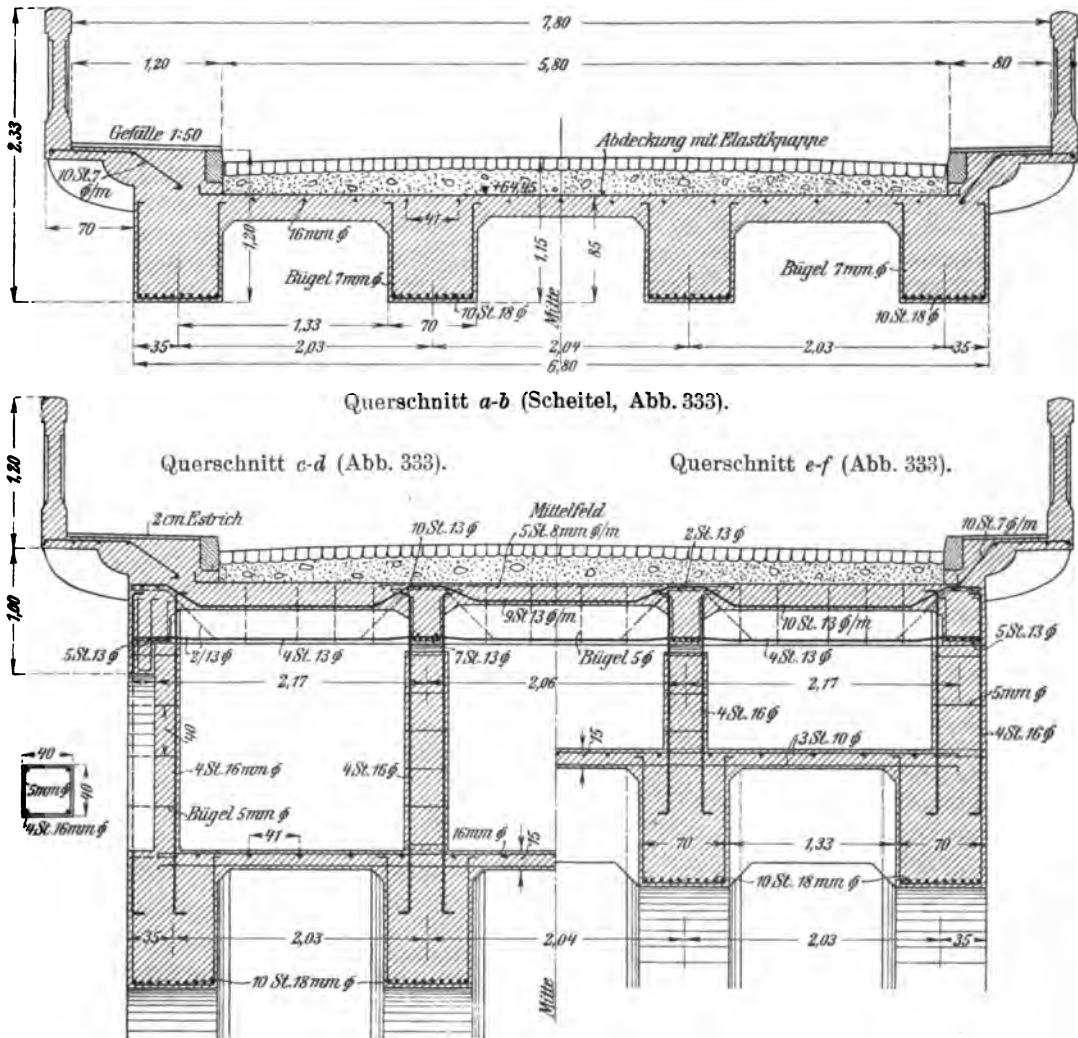 7,80
1,20
5,80
80
2.33
Gefälle 1:50
Abdeckung mit Elastikpappe
10 St. 7
ϕ/m
+64,45
41
70
16mm ϕ
1,20
1,15
85
Bügel 7mm ϕ
Bügel 7mm ϕ
10 St. 18 ϕ
Mitte
10 St. 18 ϕ
1,33
70
35
2,03
2,04
2,03
35
6,80
Querschnitt a-b (Scheitel, Abb. 333).
1,20
Querschnitt c-d (Abb. 333).
Querschnitt e-f (Abb. 333).
2 cm Estrich
10 St. 13 ϕ
Mittelfeld
5 St. 8 mm ϕ/m
2 St. 13 ϕ
10 St. 7 ϕ/m
1,00
9 St 13 ϕ/m
10 St. 13 ϕ/m
5 St. 13 ϕ
5 St. 13 ϕ
2/13 ϕ
4 St. 13 ϕ
7 St. 13 ϕ
Bügel 5 ϕ
4 St. 13 ϕ
2,17
2,06
2,17
5mm ϕ
40
4 St. 16 ϕ
15
3 St. 10 ϕ
4 St. 16 ϕ
40
5mm ϕ
40
4 St. 16 mm ϕ
4 St. 16 ϕ
4 St. 16 mm ϕ
Bügel 5 mm ϕ
41
16mm ϕ
15
70
1,33
70
10 St. 18 mm ϕ
35
2,03
2,04
2,03
35
10 St. 18 mm ϕ
Mitte